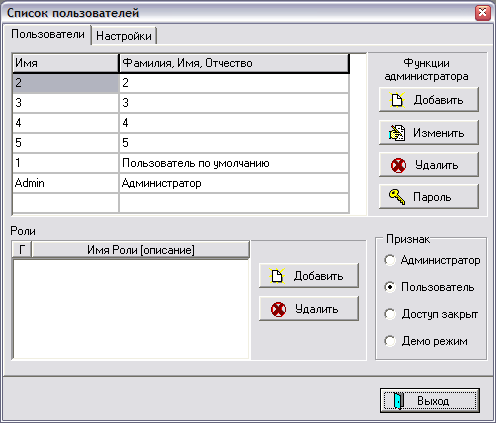 Список пользователей
Пользователи Настройки
Имя Фамилия, Имя, Отчество
2 2
3 3
4 4
5 5
1 Пользователь по умолчанию
Admin Администратор
Функции
администратора
Добавить
Изменить
Удалить
Пароль
Роли
Г Имя Роли [описание]
Добавить
Удалить
Признак
Администратор
Пользователь
Доступ закрыт
Демо режим
Выход